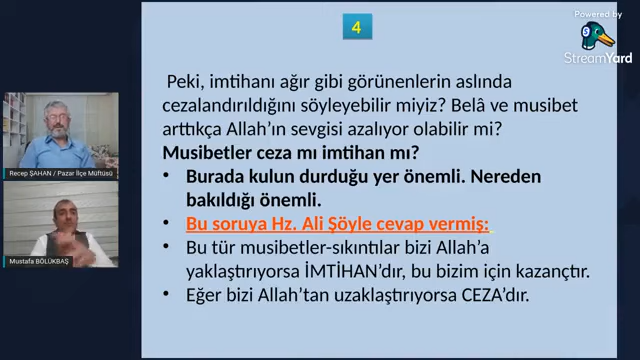 4
Powered by
StreamYard
Peki, imtihanı ağır gibi görünenlerin aslında
cezalandırıldığını söyleyebilir miyiz? Belâ ve musibet
arttıkça Allah’ın sevgisi azalıyor olabilir mi?
Musibetler ceza mı imtihan mı?
• Burada kulun durduğu yer önemli. Nereden
bakıldığı önemli.
• Bu soruya Hz. Ali Şöyle cevap vermiş:
• Bu tür musibetler-sıkıntılar bizi Allah’a
yaklaştırıyorsa İMTİHAN’dır, bu bizim için kazançtır.
• Eğer bizi Allah’tan uzaklaştırıyorsa CEZA’dır.
Recep ŞAHAN / Pazar İlçe Müftüsü
Mustafa BÖLÜKBAŞ